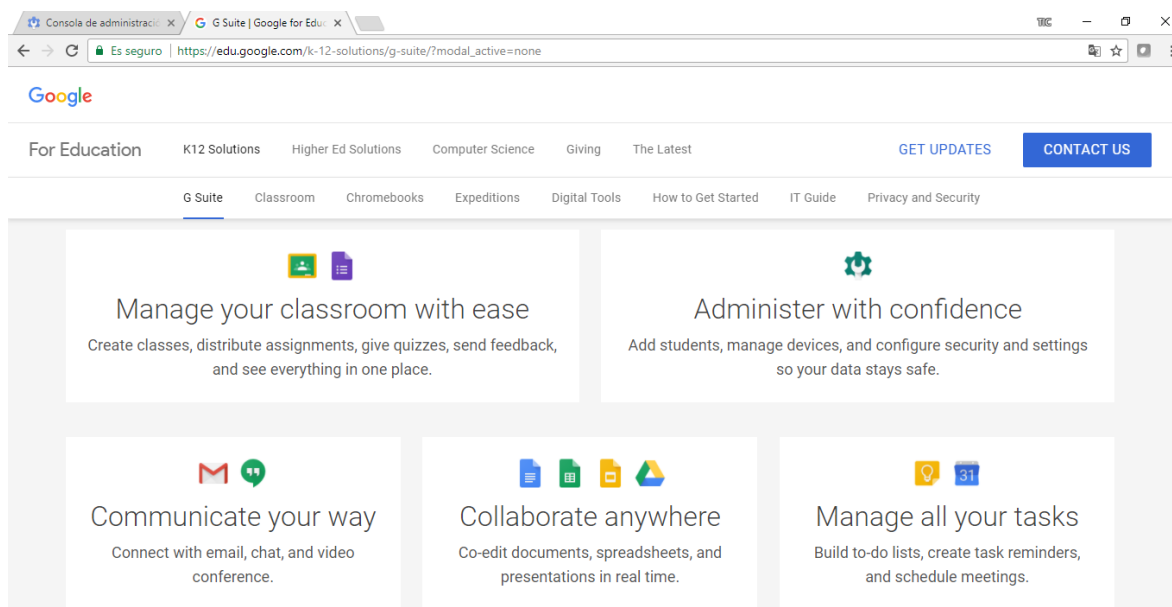 Consola de administraci
G Suite | Google for Educ
TIC
Es seguro
https://edu.google.com/k-12-solutions/g-suite/?modal_active=none
Google
For Education
K12 Solutions
Higher Ed Solutions
Computer Science
Giving
The Latest
GET UPDATES
CONTACT US
G Suite
Classroom
Chromebooks
Expeditions
Digital Tools
How to Get Started
IT Guide
Privacy and Security
Manage your classroom with ease
Create classes, distribute assignments, give quizzes, send feedback,
and see everything in one place.
Administer with confidence
Add students, manage devices, and configure security and settings
so your data stays safe.
Communicate your way
Connect with email, chat, and video
conference.
Collaborate anywhere
Co-edit documents, spreadsheets, and
presentations in real time.
31
Manage all your tasks
Build to-do lists, create task reminders,
and schedule meetings.